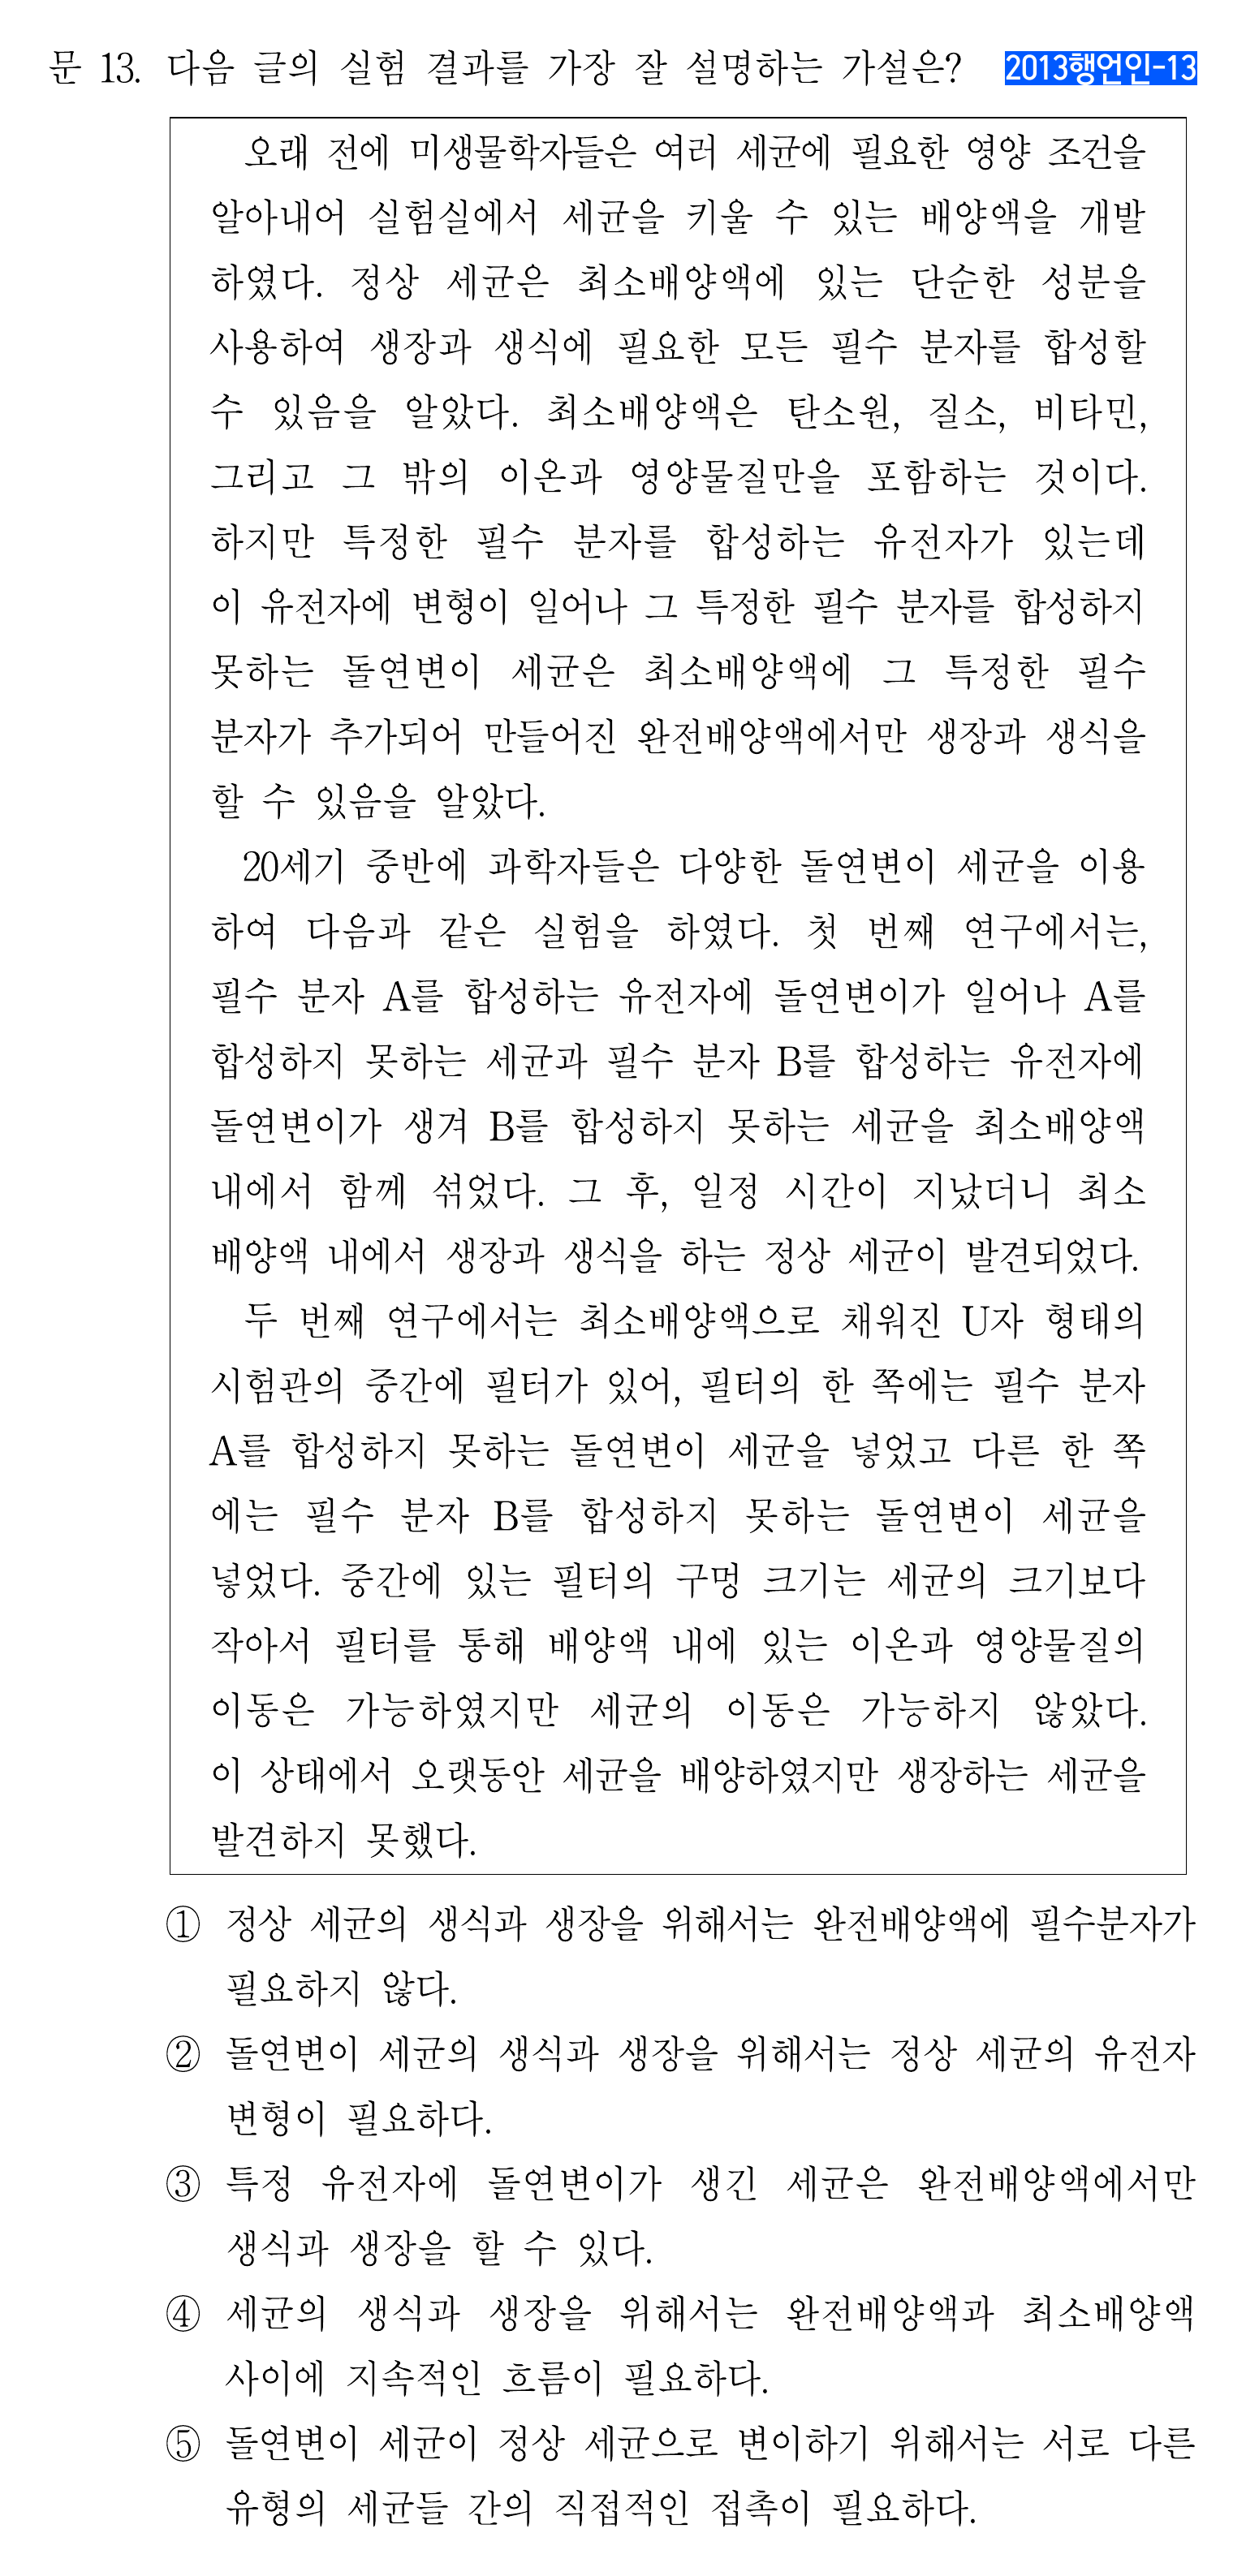 문 13. 다음 글의 실험 결과를 가장 잘 설명하는 가설은? 2013행언인-13
오래 전에 미생물학자들은 여러 세균에 필요한 영양 조건을
알아내어 실험실에서 세균을 키울 수 있는 배양액을 개발
하였다. 정상 세균은 최소배양액에 있는 단순한 성분을
사용하여 생장과 생식에 필요한 모든 필수 분자를 합성할
수 있음을 알았다. 최소배양액은 탄소원, 질소, 비타민,
그리고 그 밖의 이온과 영양물질만을 포함하는 것이다.
하지만 특정한 필수 분자를 합성하는 유전자가 있는데
이 유전자에 변형이 일어나 그 특정한 필수 분자를 합성하지
못하는 돌연변이 세균은 최소배양액에 그 특정한 필수
분자가 추가되어 만들어진 완전배양액에서만 생장과 생식을
할 수 있음을 알았다.
20세기 중반에 과학자들은 다양한 돌연변이 세균을 이용
하여 다음과 같은 실험을 하였다. 첫 번째 연구에서는,
필수 분자 A를 합성하는 유전자에 돌연변이가 일어나 A를
합성하지 못하는 세균과 필수 분자 B를 합성하는 유전자에
돌연변이가 생겨 B를 합성하지 못하는 세균을 최소배양액
내에서 함께 섞었다. 그 후, 일정 시간이 지났더니 최소
배양액 내에서 생장과 생식을 하는 정상 세균이 발견되었다.
두 번째 연구에서는 최소배양액으로 채워진 U자 형태의
시험관의 중간에 필터가 있어, 필터의 한 쪽에는 필수 분자
A를 합성하지 못하는 돌연변이 세균을 넣었고 다른 한 쪽
에는 필수 분자 B를 합성하지 못하는 돌연변이 세균을
넣었다. 중간에 있는 필터의 구멍 크기는 세균의 크기보다
작아서 필터를 통해 배양액 내에 있는 이온과 영양물질의
이동은 가능하였지만 세균의 이동은 가능하지 않았다.
이 상태에서 오랫동안 세균을 배양하였지만 생장하는 세균을
발견하지 못했다.
① 정상 세균의 생식과 생장을 위해서는 완전배양액에 필수분자가
필요하지 않다.
② 돌연변이 세균의 생식과 생장을 위해서는 정상 세균의 유전자
변형이 필요하다.
③ 특정 유전자에 돌연변이가 생긴 세균은 완전배양액에서만
생식과 생장을 할 수 있다.
④ 세균의 생식과 생장을 위해서는 완전배양액과 최소배양액
사이에 지속적인 흐름이 필요하다.
⑤ 돌연변이 세균이 정상 세균으로 변이하기 위해서는 서로 다른
유형의 세균들 간의 직접적인 접촉이 필요하다.